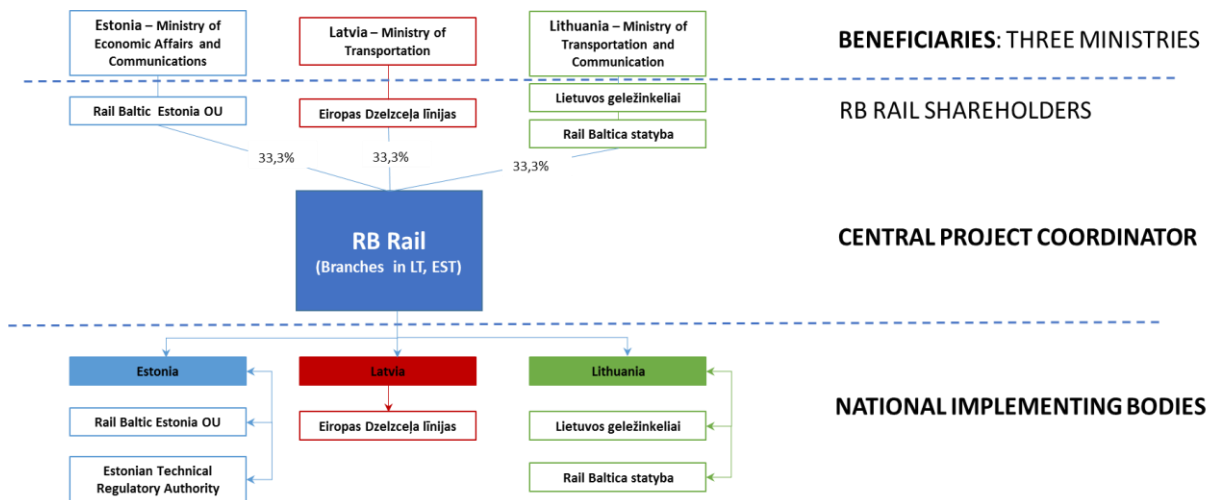 Estonia – Ministry of
Economic Affairs and
Communications
Latvia – Ministry of
Transportation
Lithuania – Ministry of
Transportation and
Communication
BENEFICIARIES: THREE MINISTRIES
Rail Baltic Estonia OU
Eiropas Dzelzceļa līnijas
Lietuvos geležinkeliai
Rail Baltica statyba
RB RAIL SHAREHOLDERS
33,3%
33,3%
33,3%
RB Rail
(Branches in LT, EST)
CENTRAL PROJECT COORDINATOR
Estonia
Latvia
Lithuania
Rail Baltic Estonia OU
Eiropas Dzelzceļa līnijas
Lietuvos geležinkeliai
NATIONAL IMPLEMENTING BODIES
Estonian Technical
Regulatory Authority
Rail Baltica statyba